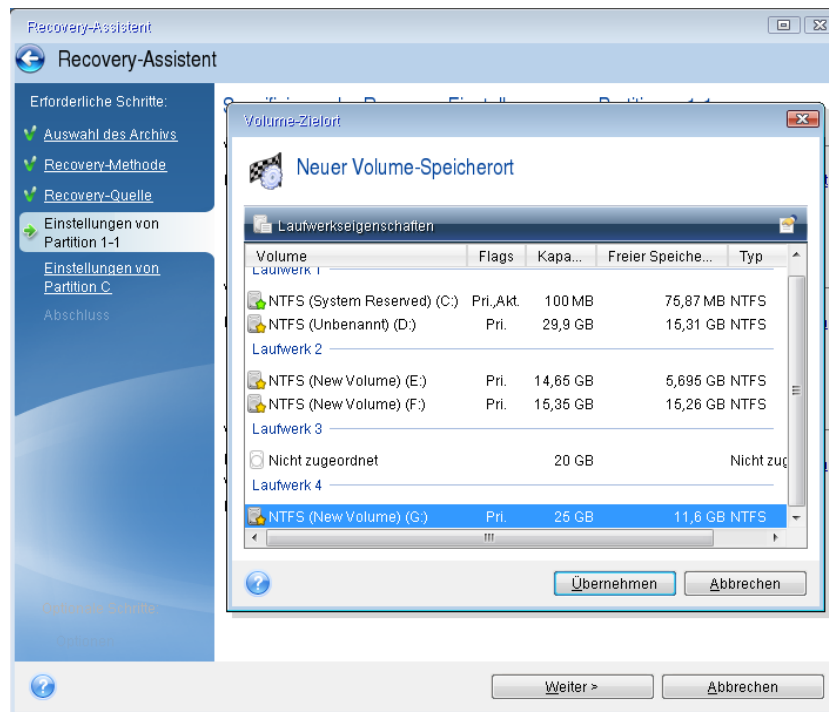 Recovery-Assistent
Recovery-Assistent
Erforderliche Schritte:
Auswahl des Archivs
Recovery-Methode
Recovery-Quelle
Einstellungen von
Partition 1-1
Einstellungen von
Partition C
Abschluss
Volume-Zielort
Neuer Volume-Speicherort
Laufwerkseigenschaften
Volume Flags Kapa... Freier Speiche... Typ
Laufwerk 1
NTFS (System Reserved) (C:) Pri.,Akt. 100 MB 75,87 MB NTFS
NTFS (Unbenannt) (D:) Pri. 29,9 GB 15,31 GB NTFS
Laufwerk 2
NTFS (New Volume) (E:) Pri. 14,65 GB 5,695 GB NTFS
NTFS (New Volume) (F:) Pri. 15,35 GB 15,26 GB NTFS
Laufwerk 3
Nicht zugeordnet 20 GB Nicht zug
Laufwerk 4
NTFS (New Volume) (G:) Pri. 25 GB 11,6 GB NTFS
Übernehmen Abbrechen
Weiter > Abbrechen